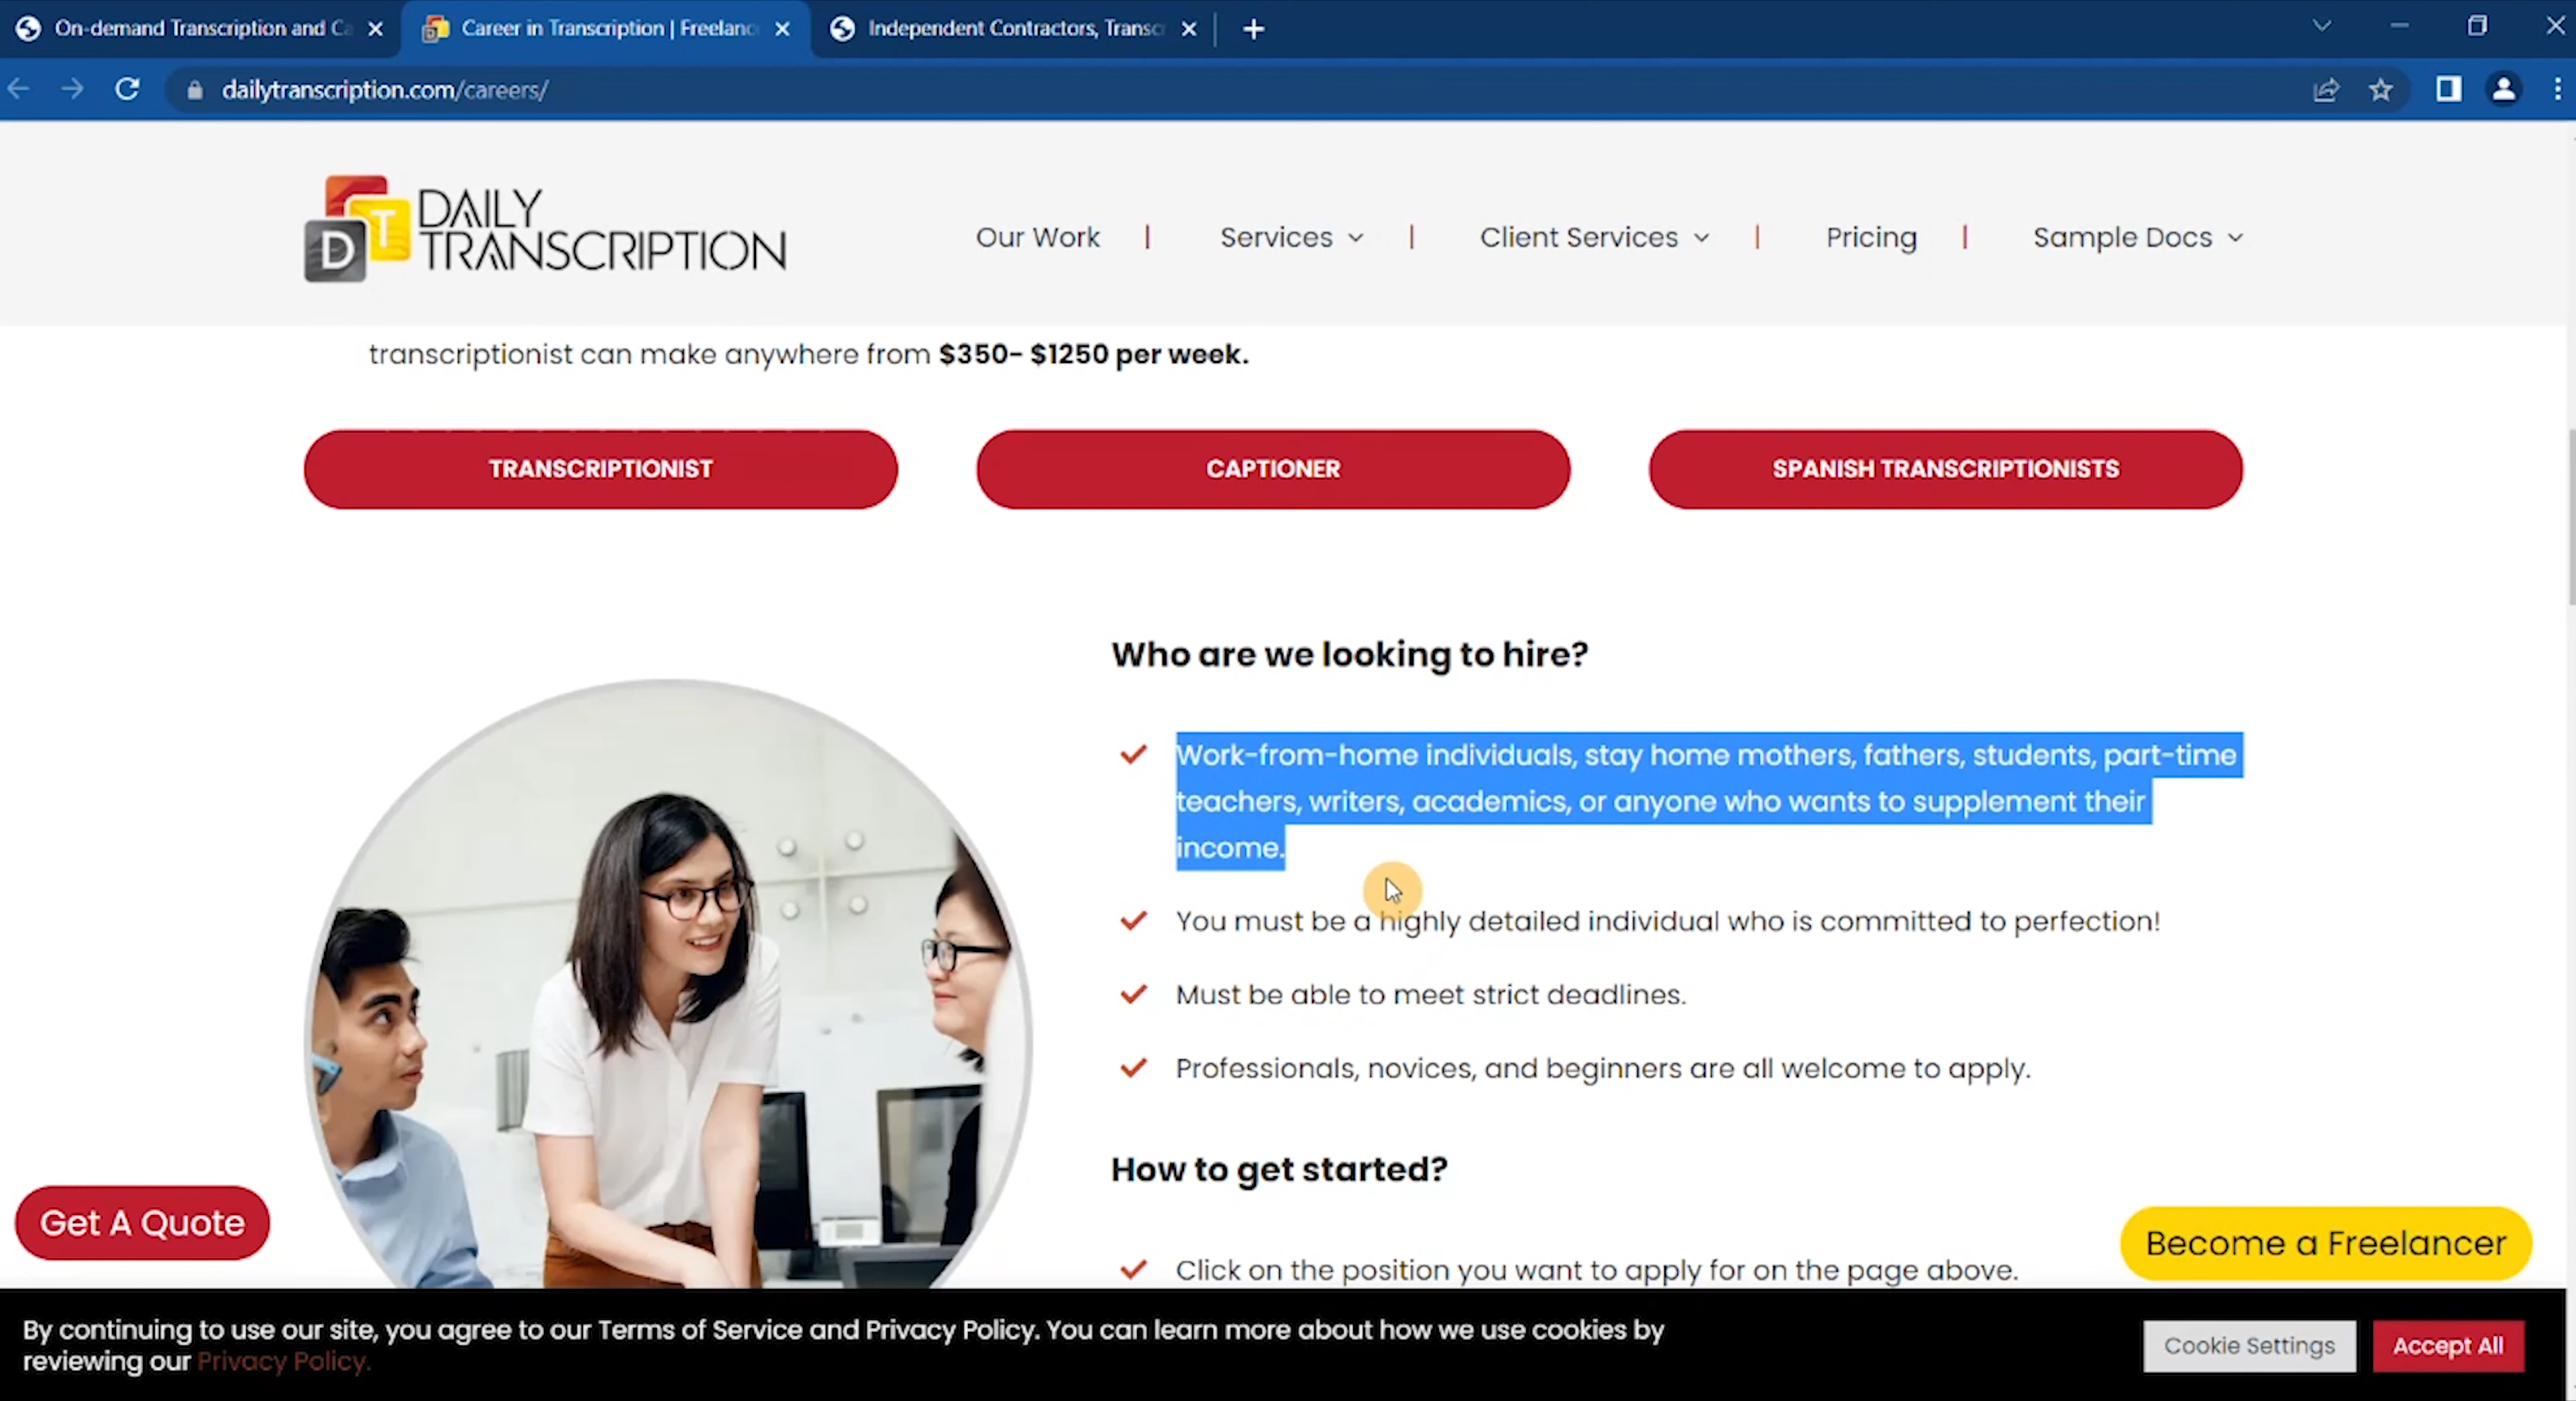 On-demand Transcription and Ca
Career in Transcription | Freelanc
Independent Contractors, Transc
dailytranscription.com/careers/
DT DAILY
TRANSCRIPTION
Our Work | Services | Client Services | Pricing | Sample Docs
transcriptionist can make anywhere from $350- $1250 per week.
TRANSCRIPTIONIST
CAPTIONER
SPANISH TRANSCRIPTIONISTS
Who are we looking to hire?
Work-from-home individuals, stay home mothers, fathers, students, part-time
teachers, writers, academics, or anyone who wants to supplement their
income.
You must be a highly detailed individual who is committed to perfection!
Must be able to meet strict deadlines.
Professionals, novices, and beginners are all welcome to apply.
How to get started?
Click on the position you want to apply for on the page above.
Get A Quote
Become a Freelancer
By continuing to use our site, you agree to our Terms of Service and Privacy Policy. You can learn more about how we use cookies by
reviewing our Privacy Policy.
Cookie Settings
Accept All